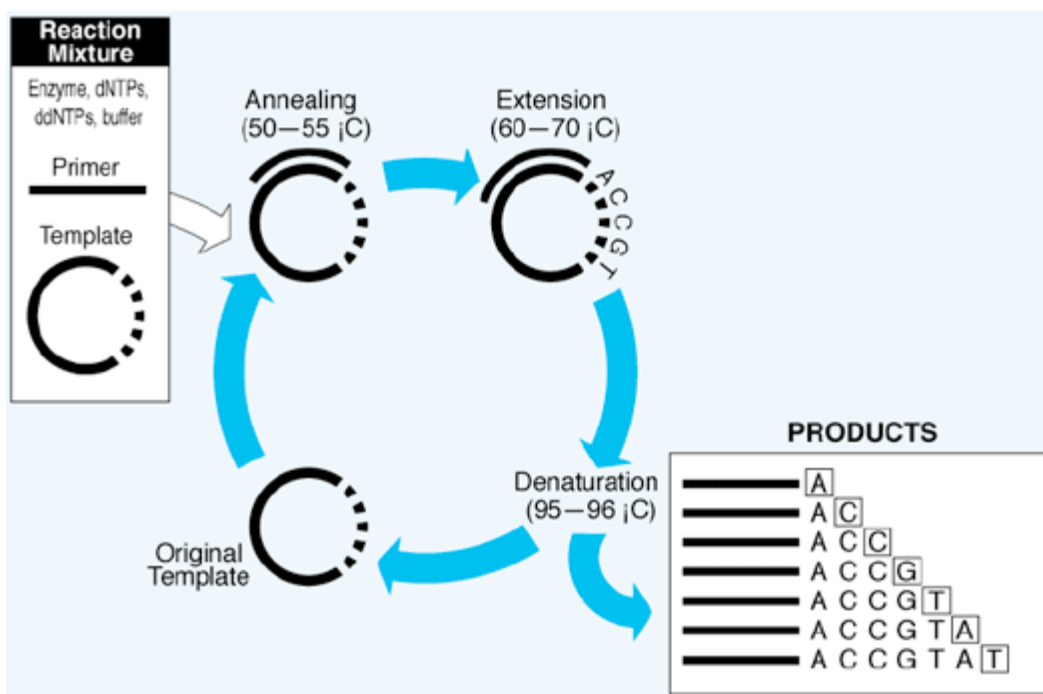 Reaction
Mixture
Enzyme, dNTPs,
ddNTPs, buffer
Primer
Template
Annealing
(50—55 ¡C)
Extension
(60—70 ¡C)
A
C
C
G
T
Denaturation
(95—96 ¡C)
Original
Template
PRODUCTS
A
A C
A C C
A C C G
A C C G T
A C C G T A
A C C G T A T